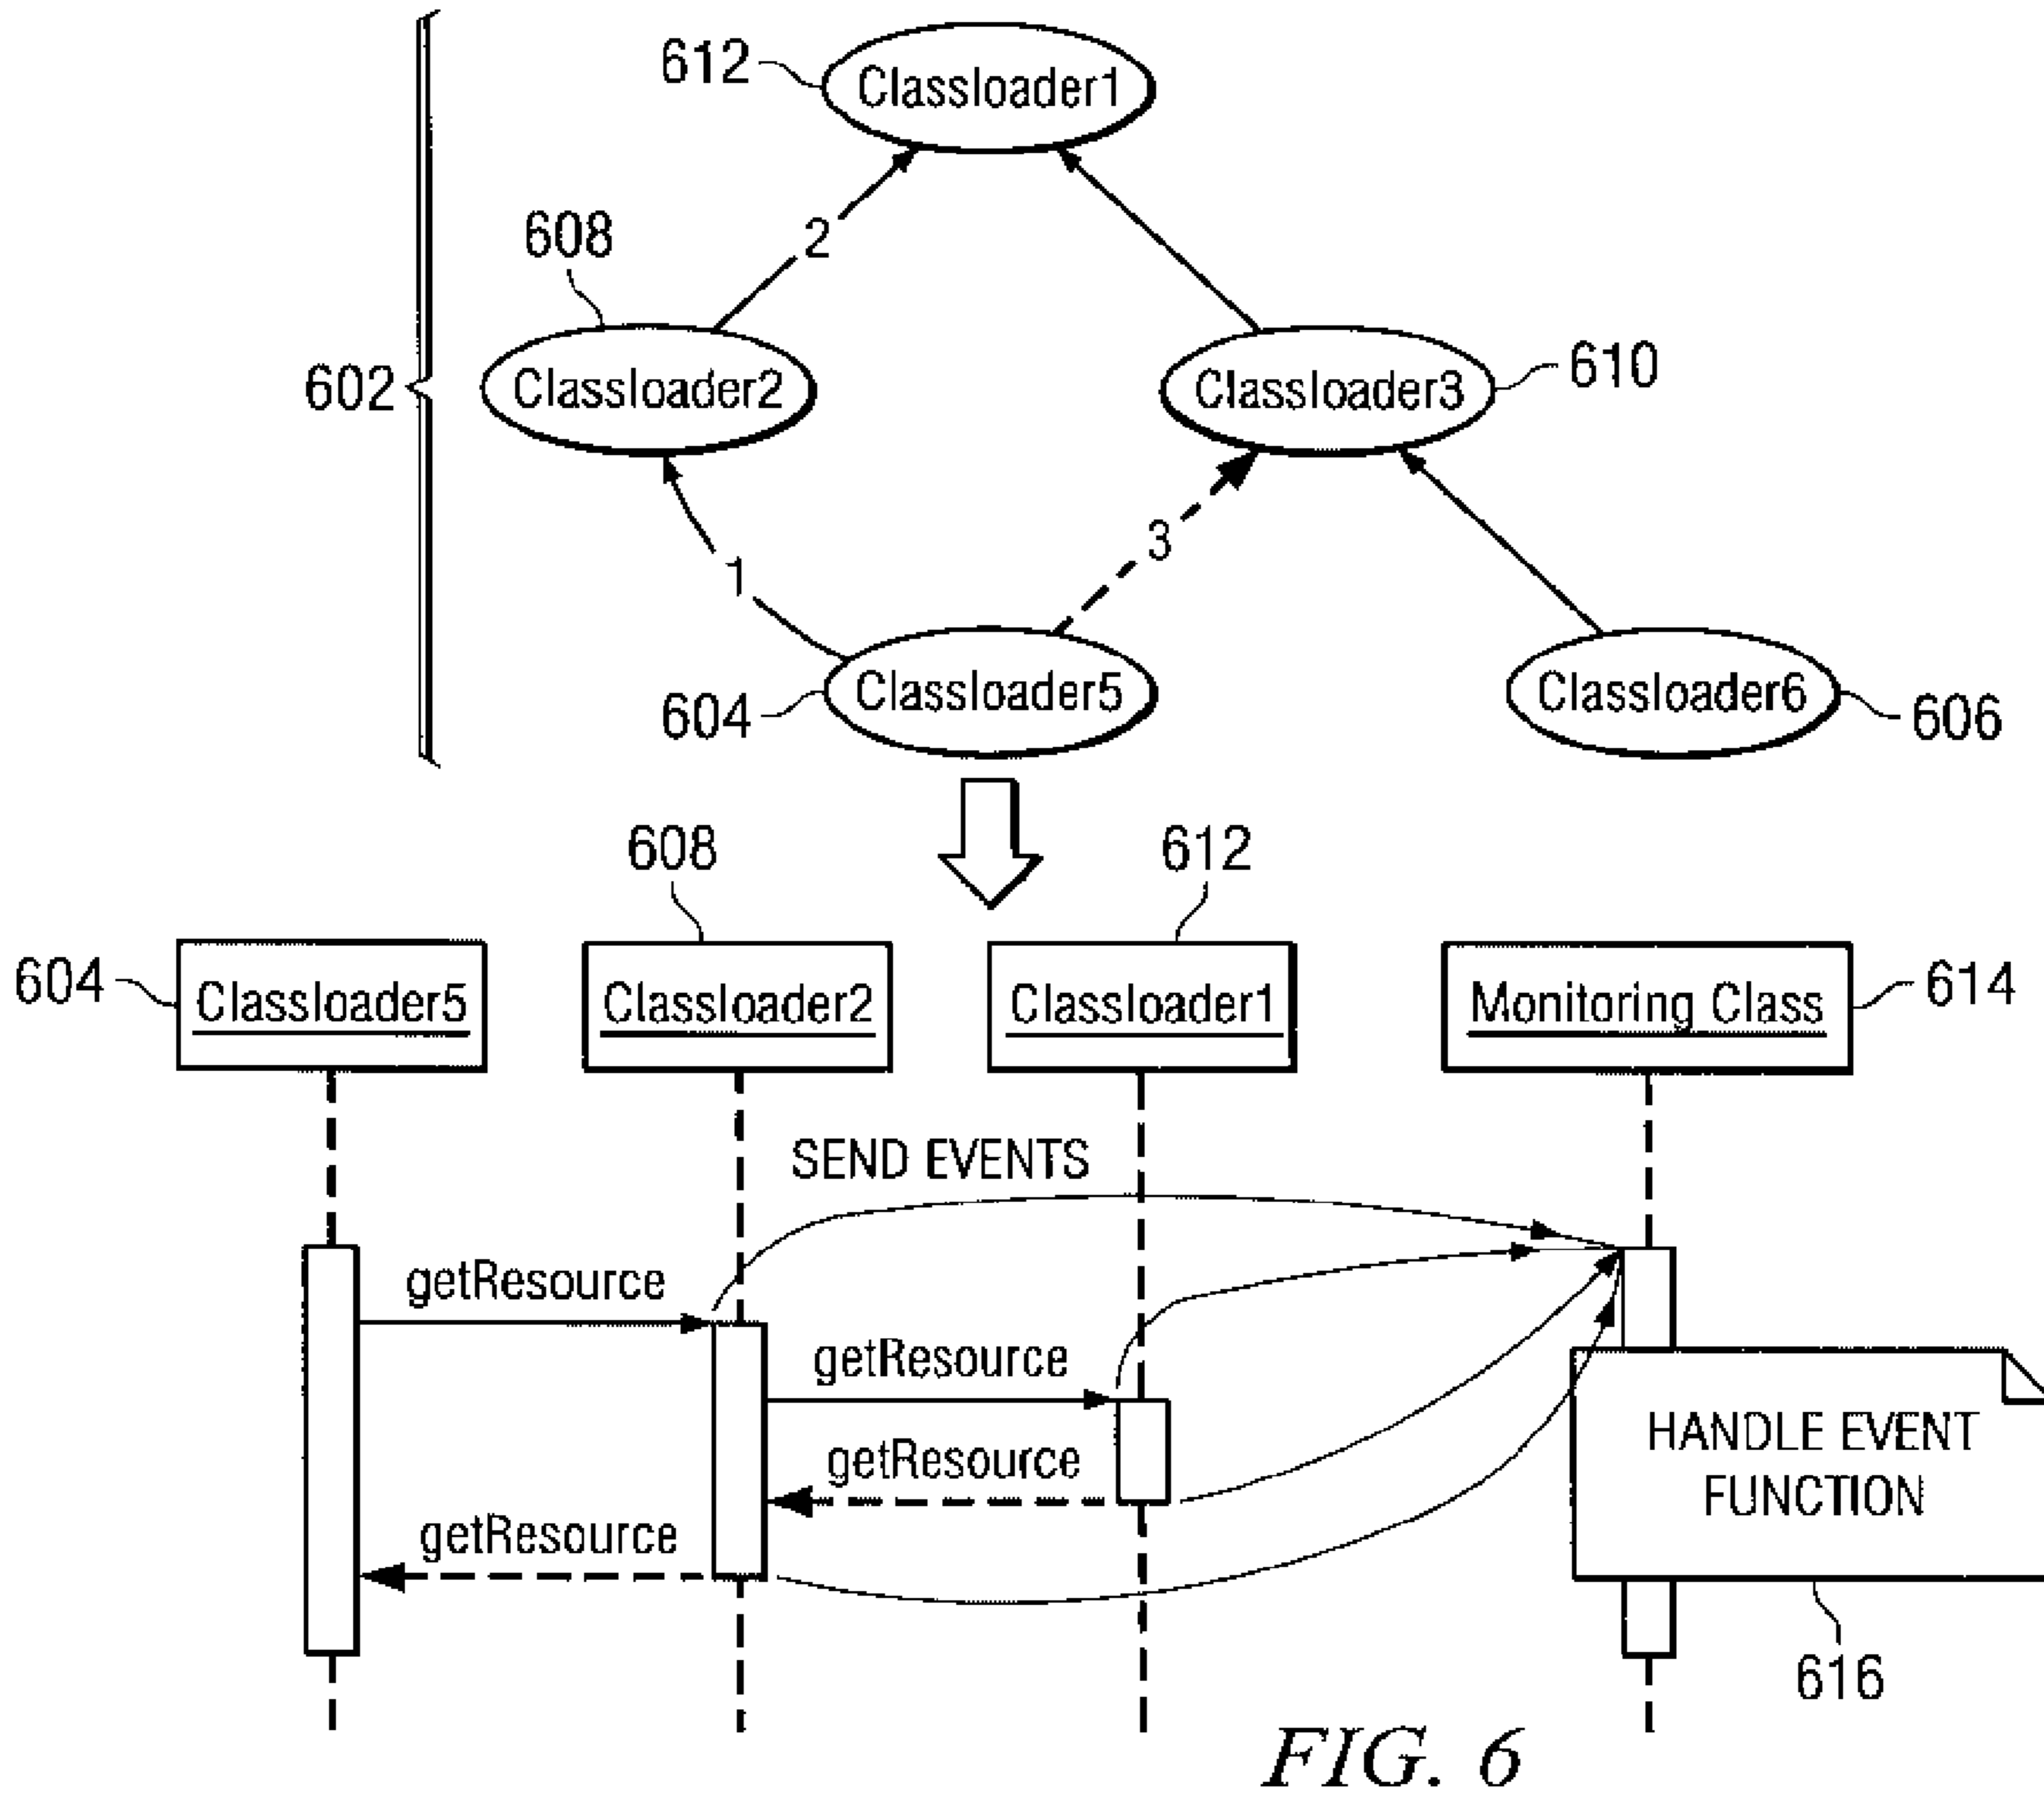 612
Classloader1
2
608
602
Classloader2
Classloader3
610
1
3
604
Classloader5
Classloader6
606
608
612
604
Classloader5
Classloader2
Classloader1
Monitoring Class
614
SEND EVENTS
getResource
getResource
getResource
getResource
HANDLE EVENT
FUNCTION
616
FIG. 6